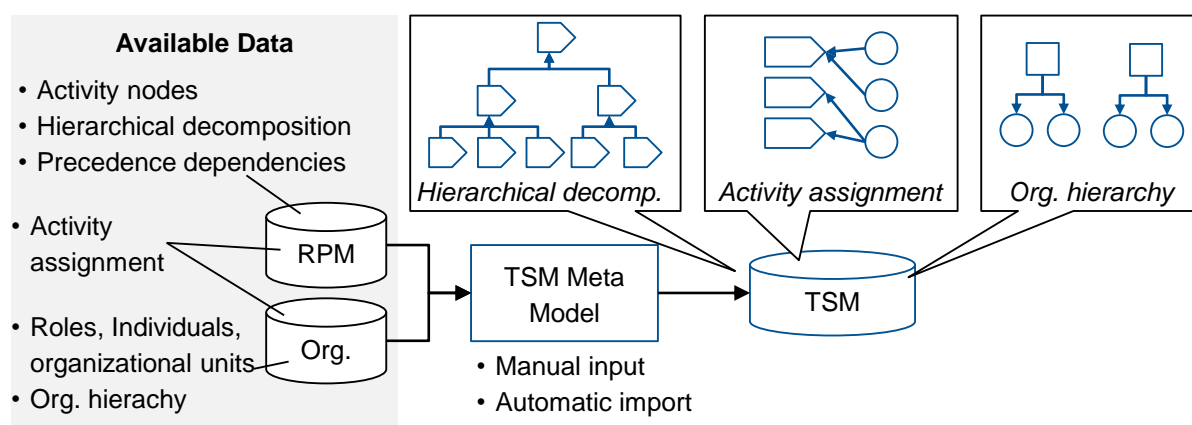 Available Data
• Activity nodes
• Hierarchical decomposition
• Precedence dependencies
• Activity
assignment
• Roles, Individuals,
organizational units
• Org. hierachy
RPM
Org.
TSM Meta
Model
• Manual input
• Automatic import
Hierarchical decomp.
Activity assignment
Org. hierarchy
TSM